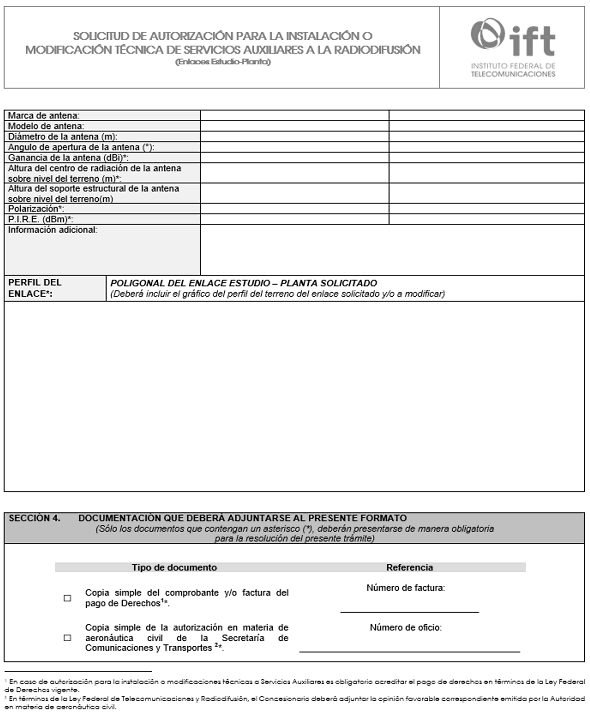 SOLICITUD DE AUTORIZACIÓN PARA LA INSTALACIÓN O
MODIFICACIÓN TÉCNICA DE SERVICIOS AUXILIARES A LA RADIODIFUSIÓN
(Enlaces Estudio-Planta)
ift
INSTITUTO FEDERAL DE
TELECOMUNICACIONES
Marca de antena:
Modelo de antena:
Diámetro de la antena (m):
Angulo de apertura de la antena (°):
Ganancia de la antena (dBi)*:
Altura del centro de radiación de la antena
sobre nivel del terreno (m)*:
Altura del soporte estructural de la antena
sobre nivel del terreno(m)
Polarización*:
P.I.R.E. (dBm)*:
Información adicional:
PERFIL DEL
ENLACE*:
POLIGONAL DEL ENLACE ESTUDIO – PLANTA SOLICITADO
(Deberá incluir el gráfico del perfil del terreno del enlace solicitado y/o a modificar)
SECCIÓN 4. DOCUMENTACIÓN QUE DEBERÁ ADJUNTARSE AL PRESENTE FORMATO
(Sólo los documentos que contengan un asterisco (*), deberán presentarse de manera obligatoria
para la resolución del presente trámite)
Tipo de documento Referencia
Copia simple del comprobante y/o factura del
pago de Derechos¹*.
Número de factura:
Copia simple de la autorización en materia de
aeronáutica civil de la Secretaría de
Comunicaciones y Transportes ²*.
Número de oficio:
¹ En caso de autorización para la instalación o modificaciones técnicas a Servicios Auxiliares es obligatorio acreditar el pago de derechos en términos de la Ley Federal
de Derechos vigente.
¹ En términos de la Ley Federal de Telecomunicaciones y Radiodifusión, el Concesionario deberá adjuntar la opinión favorable correspondiente emitida por la Autoridad
en materia de aeronáutica civil.